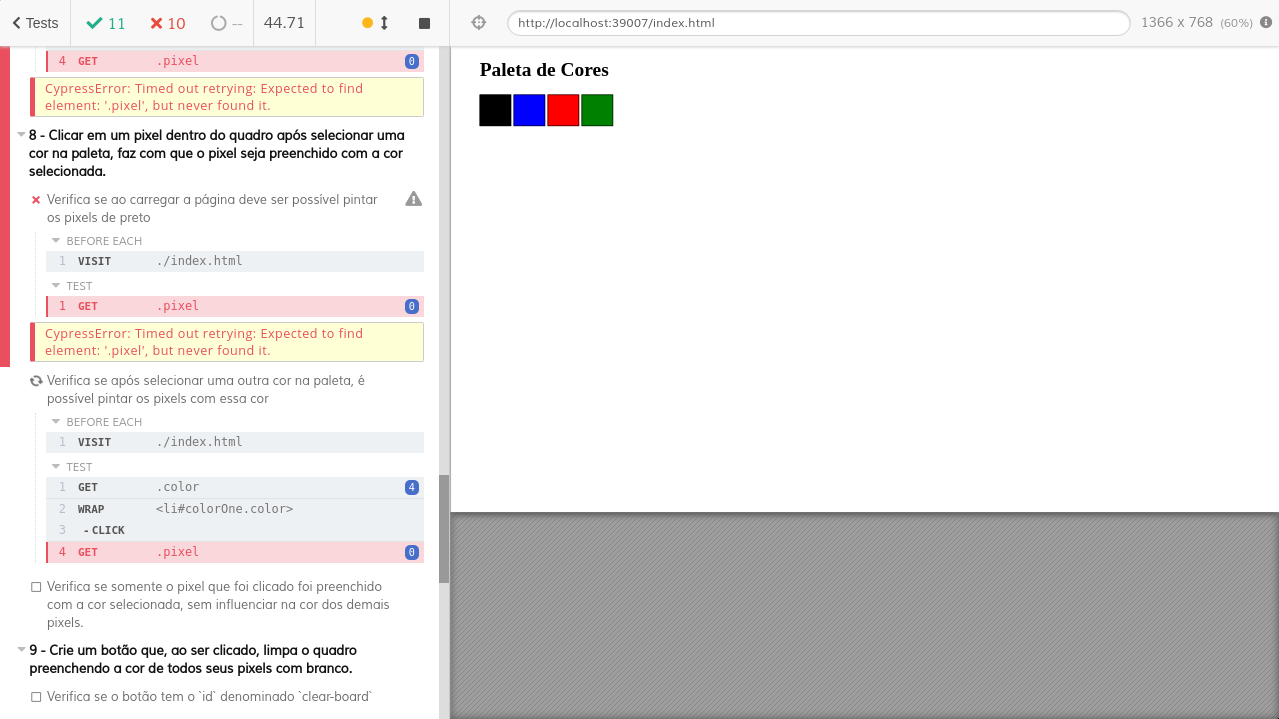 Tests
11
10
--
44.71
http://localhost:39007/index.html
1366 x 768 (60%)
4 GET .pixel 0
CypressError: Timed out retrying: Expected to find
element: '.pixel', but never found it.
8 - Clicar em um pixel dentro do quadro após selecionar uma
cor na paleta, faz com que o pixel seja preenchido com a cor
selecionada.
Verifica se ao carregar a página deve ser possível pintar
os pixels de preto
BEFORE EACH
1 VISIT ./index.html
TEST
1 GET .pixel 0
CypressError: Timed out retrying: Expected to find
element: '.pixel', but never found it.
Verifica se após selecionar uma outra cor na paleta, é
possível pintar os pixels com essa cor
BEFORE EACH
1 VISIT ./index.html
TEST
1 GET .color 4
2 WRAP <li#colorOne.color>
3 -CLICK
4 GET .pixel 0
Verifica se somente o pixel que foi clicado foi preenchido
com a cor selecionada, sem influenciar na cor dos demais
pixels.
9 - Crie um botão que, ao ser clicado, limpa o quadro
preenchendo a cor de todos seus pixels com branco.
Verifica se o botão tem o `id` denominado `clear-board`
Paleta de Cores